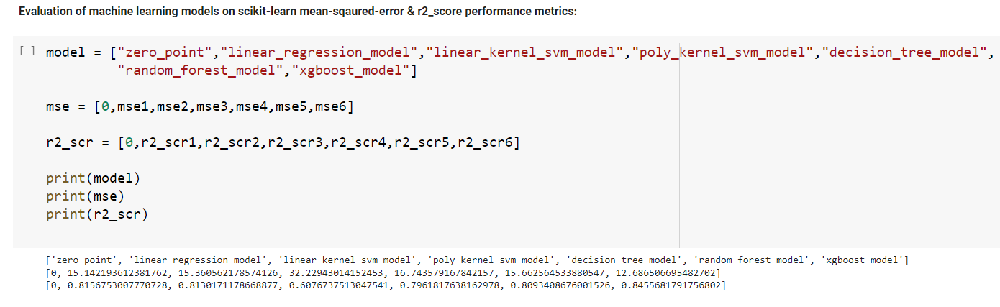 Evaluation of machine learning models on scikit-learn mean-sqaured-error & r2_score performance metrics:
[ ] model = ["zero_point","linear_regression_model","linear_kernel_svm_model","poly_kernel_svm_model","decision_tree_model",
"random_forest_model","xgboost_model"]
mse = [0,mse1,mse2,mse3,mse4,mse5,mse6]
r2_scr = [0,r2_scr1,r2_scr2,r2_scr3,r2_scr4,r2_scr5,r2_scr6]
print(model)
print(mse)
print(r2_scr)
['zero_point', 'linear_regression_model', 'linear_kernel_svm_model', 'poly_kernel_svm_model', 'decision_tree_model', 'random_forest_model', 'xgboost_model']
[0, 15.142193612381762, 15.360562178574126, 32.22943014152453, 16.743579167842157, 15.662564533880547, 12.686506695482702]
[0, 0.8156753007770728, 0.8130171178668877, 0.6076737513047541, 0.7961817638162978, 0.8093408676001526, 0.8455681791756802]